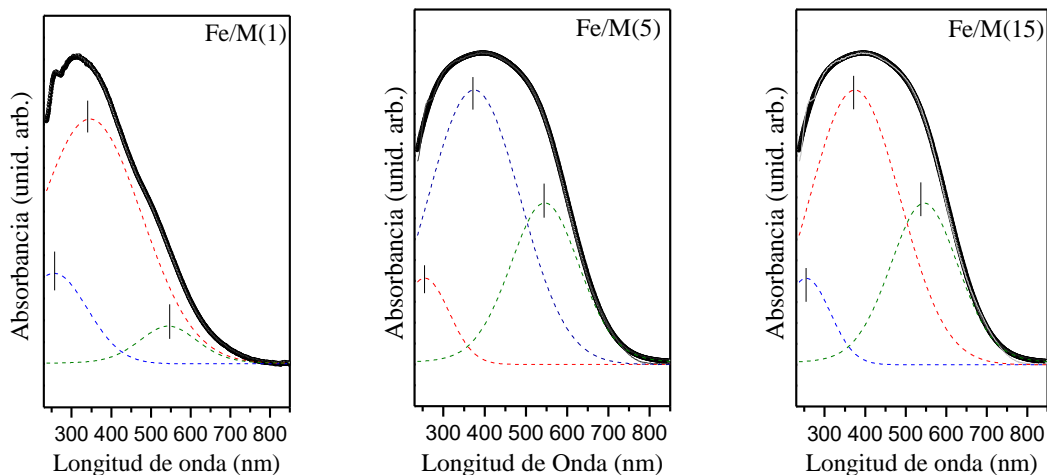 Fe/M(1)
Absorbancia (unid. arb.)
300 400 500 600 700 800
Longitud de onda (nm)
Fe/M(5)
Absorbancia (unid. arb.)
300 400 500 600 700 800
Longitud de Onda (nm)
Fe/M(15)
Absorbancia (unid. arb.)
300 400 500 600 700 800
Longitud de onda (nm)